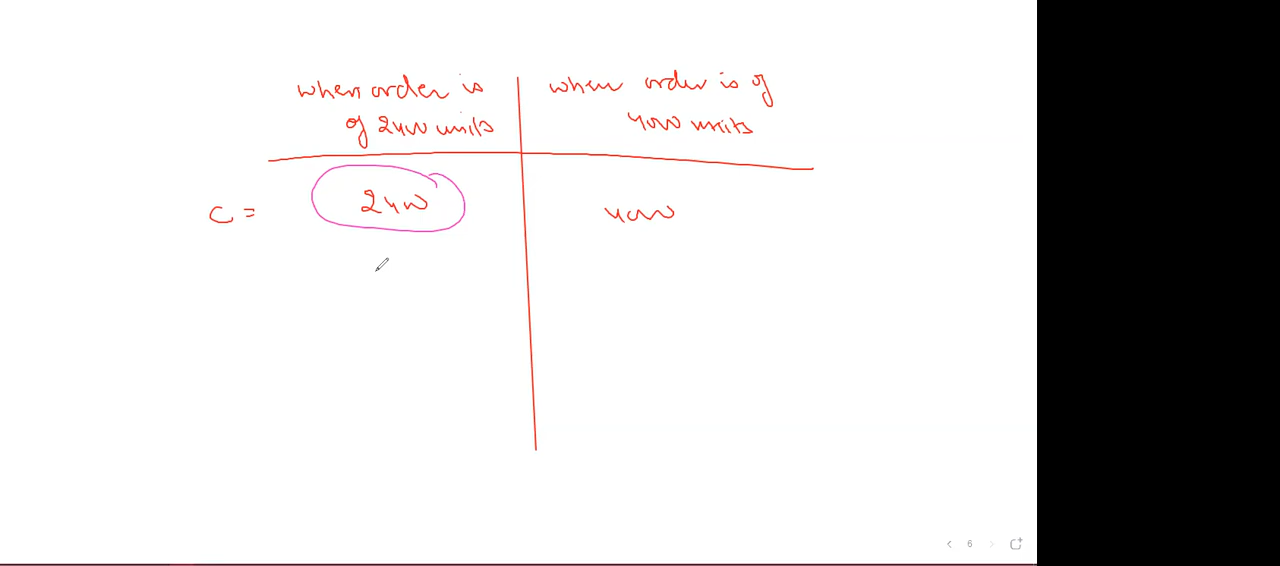 when order is of 2400 units
when order is of 4000 units
C = 2400 4000
6